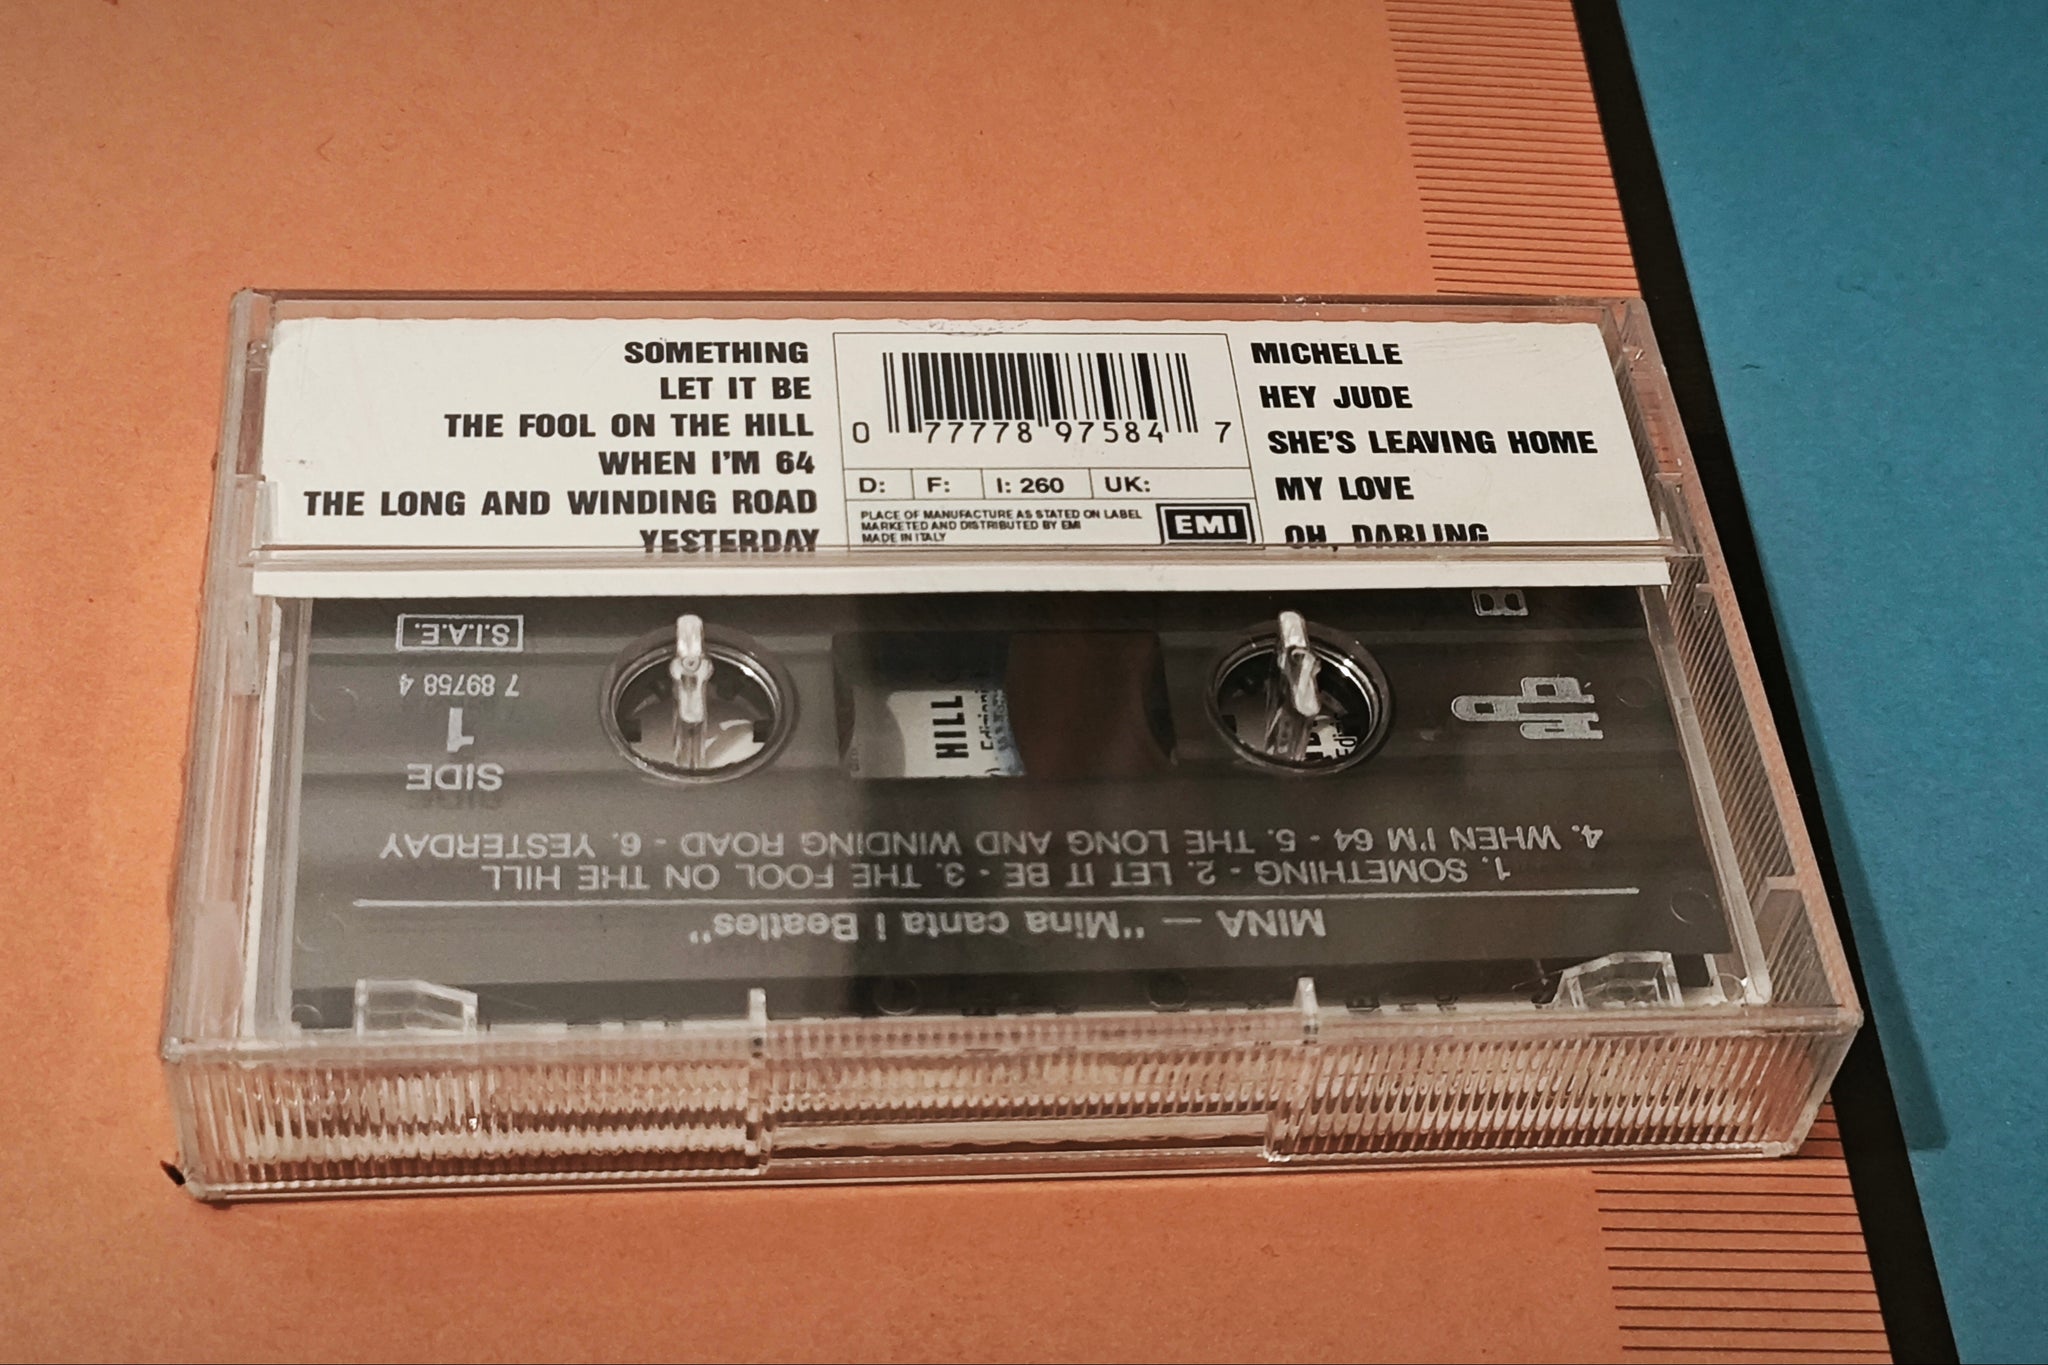 SOMETHING
LET IT BE
THE FOOL ON THE HILL
WHEN I'M 64
THE LONG AND WINDING ROAD
YESTERDAY
0 77778 97584 7
D: F: I: 260 UK:
PLACE OF MANUFACTURE AS STATED ON LABEL
MARKETED AND DISTRIBUTED BY EMI
MADE IN ITALY
EMI
MICHELLE
HEY JUDE
SHE'S LEAVING HOME
MY LOVE
OH, DARLING
MINA — "Mina canta i Beatles"
1. SOMETHING - 2. LET IT BE - 3. THE FOOL ON THE HILL
4. WHEN I'M 64 - 5. THE LONG AND WINDING ROAD - 6. YESTERDAY
SIDE
1
7 89758 4
S.I.A.E.
HILL